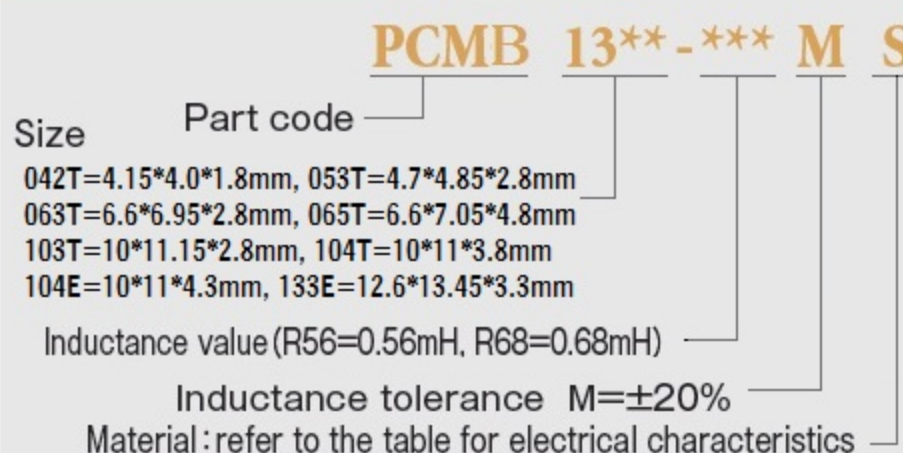 PCMB 13**-*** M S
Part code
Size
042T=4.15*4.0*1.8mm, 053T=4.7*4.85*2.8mm
063T=6.6*6.95*2.8mm, 065T=6.6*7.05*4.8mm
103T=10*11.15*2.8mm, 104T=10*11*3.8mm
104E=10*11*4.3mm, 133E=12.6*13.45*3.3mm
Inductance value(R56=0.56mH, R68=0.68mH)
Inductance tolerance M=±20%
Material:refer to the table for electrical characteristics